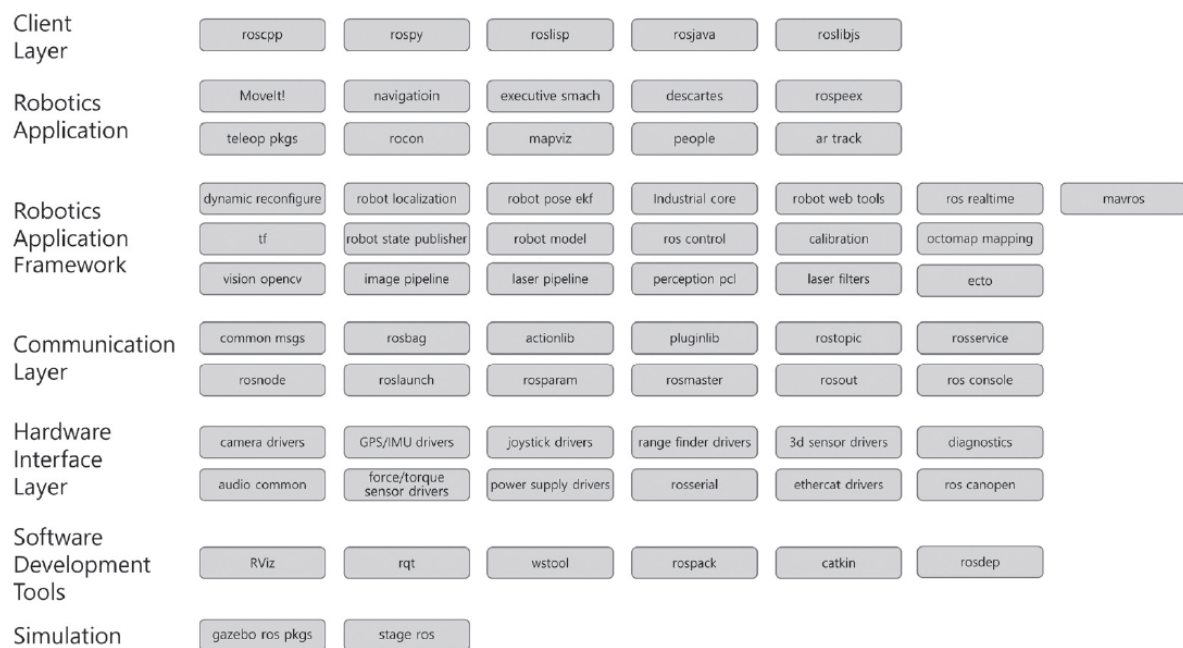 Client
Layer
roscpp rospy roslisp rosjava roslibjs
Robotics
Application
MoveIt! navigatioin executive smach descartes rospeex
teleop pkgs rocon mapviz people ar track
Robotics
Application
Framework
dynamic reconfigure robot localization robot pose ekf Industrial core robot web tools ros realtime mavros
tf robot state publisher robot model ros control calibration octomap mapping
vision opencv image pipeline laser pipeline perception pcl laser filters ecto
Communication
Layer
common msgs rosbag actionlib pluginlib rostopic rosservice
rosnode roslaunch rosparam rosmaster rosout ros console
Hardware
Interface
Layer
camera drivers GPS/IMU drivers joystick drivers range finder drivers 3d sensor drivers diagnostics
audio common force/torque sensor drivers power supply drivers rosserial ethercat drivers ros canopen
Software
Development
Tools
RViz rqt wstool rospack catkin rosdep
Simulation
gazebo ros pkgs stage ros